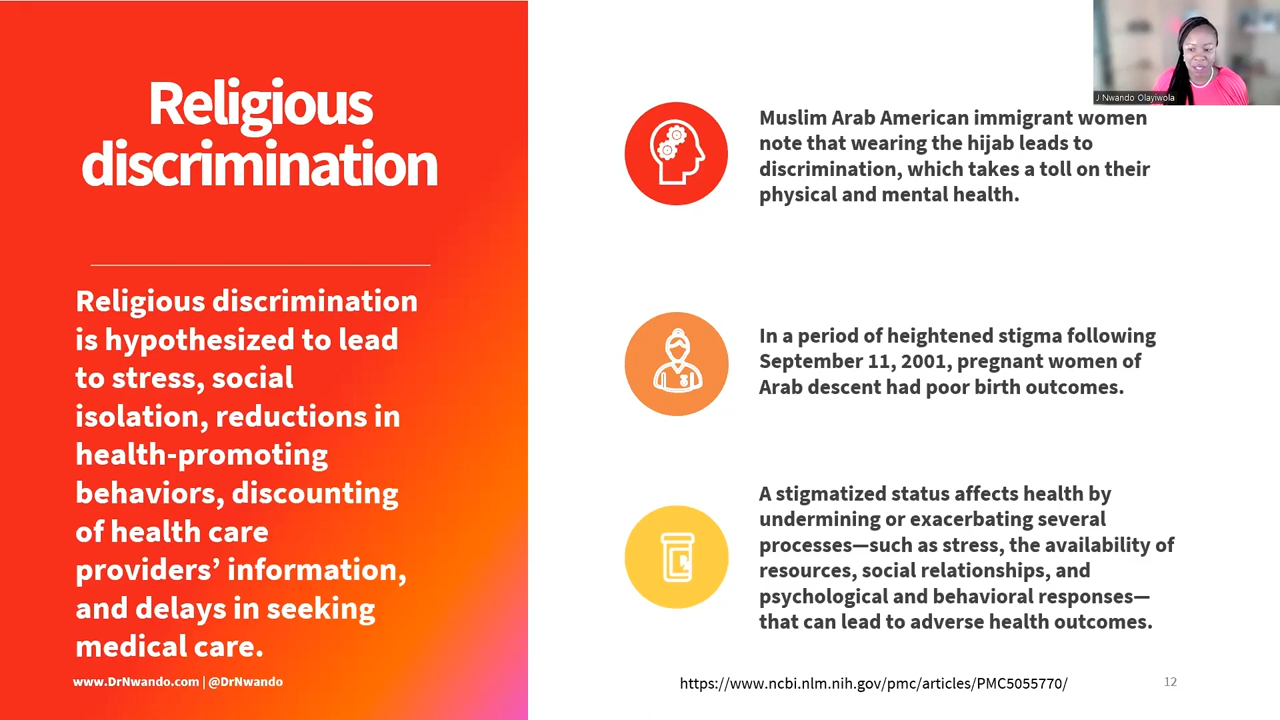 Religious
discrimination
Religious discrimination
is hypothesized to lead
to stress, social
isolation, reductions in
health-promoting
behaviors, discounting
of health care
providers’ information,
and delays in seeking
medical care.
www.DrNwando.com | @DrNwando
J Nwando Olayiwola
Muslim Arab American immigrant women
note that wearing the hijab leads to
discrimination, which takes a toll on their
physical and mental health.
In a period of heightened stigma following
September 11, 2001, pregnant women of
Arab descent had poor birth outcomes.
A stigmatized status affects health by
undermining or exacerbating several
processes—such as stress, the availability of
resources, social relationships, and
psychological and behavioral responses—
that can lead to adverse health outcomes.
https://www.ncbi.nlm.nih.gov/pmc/articles/PMC5055770/
12